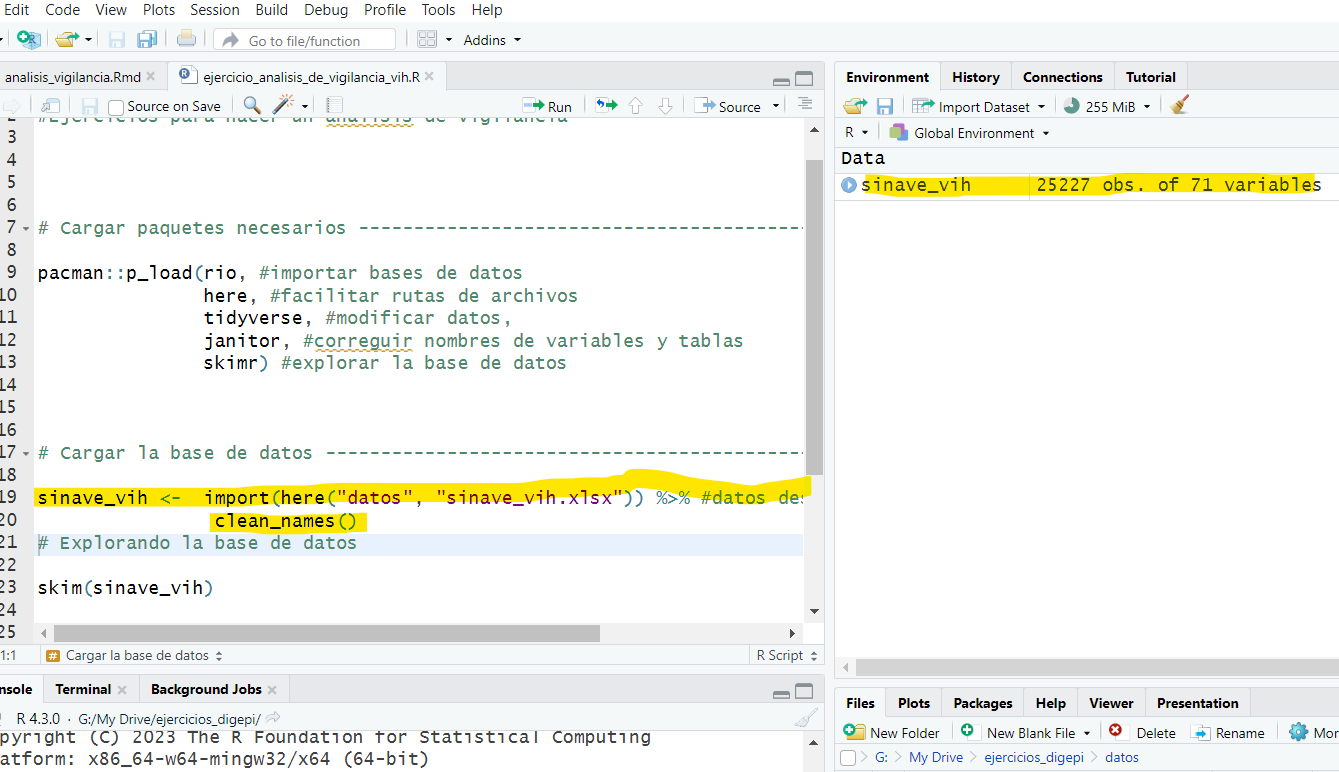 Edit Code View Plots Session Build Debug Profile Tools Help
Go to file/function Addins
analisis_vigilancia.Rmd ejercicio_analisis_de_vigilancia_vih.R
Source on Save Run Source
2 #Ejercicios para hacer un analisis de vigilancia
3
4
5
6
7 # Cargar paquetes necesarios ----------------------------------------
8
9 pacman::p_load(rio, #importar bases de datos
10 here, #facilitar rutas de archivos
11 tidyverse, #modificar datos,
12 janitor, #correguir nombres de variables y tablas
13 skimr) #explorar la base de datos
14
15
16
17 # Cargar la base de datos -------------------------------------------
18
19 sinave_vih <- import(here("datos", "sinave_vih.xlsx")) %>% #datos des
20 clean_names()
21 # Explorando la base de datos
22
23 skim(sinave_vih)
24
25
1:1 # Cargar la base de datos R Script
nsole Terminal Background Jobs
R 4.3.0 · G:/My Drive/ejercicios_digepi/
pyright (C) 2023 The R Foundation for Statistical Computing
atform: x86_64-w64-mingw32/x64 (64-bit)
Environment History Connections Tutorial
Import Dataset 255 MiB
R Global Environment
Data
sinave_vih 25227 obs. of 71 variables
Files Plots Packages Help Viewer Presentation
New Folder New Blank File Delete Rename Mor
G: My Drive ejercicios_digepi datos